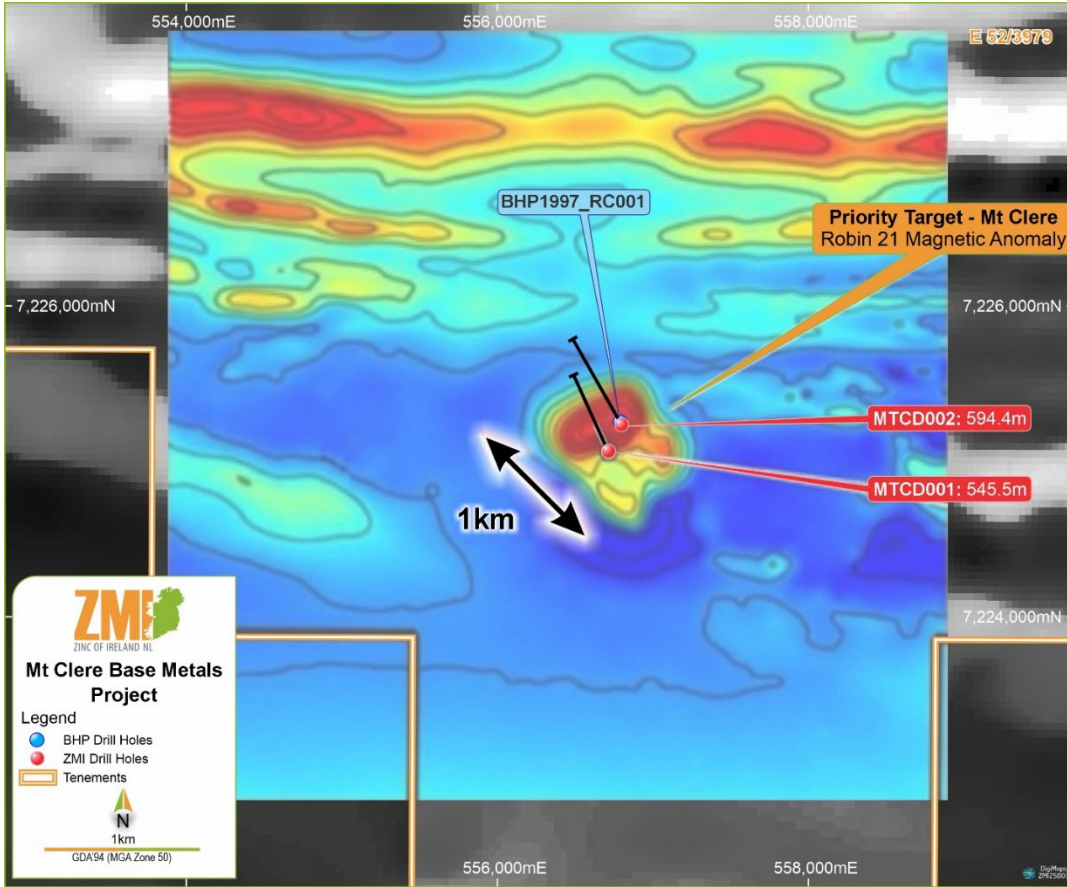 554,000mE
556,000mE
558,000mE
E 52/3979
BHP1997_RC001
Priority Target - Mt Clere
Robin 21 Magnetic Anomaly
7,226,000mN
7,226,000mN
MTCD002: 594.4m
MTCD001: 545.5m
1km
7,224,000mN
ZMI
ZINC OF IRELAND NL
Mt Clere Base Metals
Project
Legend
BHP Drill Holes
ZMI Drill Holes
Tenements
N
1km
GDA'94 (MGA Zone 50)
556,000mE
558,000mE
DigiMaps